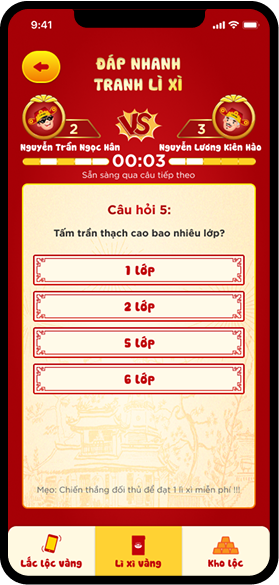 9:41
ĐÁP NHANH
TRANH LÌ XÌ
2
VS
3
Nguyễn Trần Ngọc Hân
Nguyễn Lương Kiên Hào
00:03
Sẵn sàng qua câu tiếp theo
Câu hỏi 5:
Tấm trần thạch cao bao nhiêu lớp?
1 lớp
2 lớp
5 lớp
6 lớp
Mẹo: Chiến thắng đối thủ để đạt 1 lì xì miễn phí !!!
Lắc lộc vàng
Lì xì vàng
Kho lộc